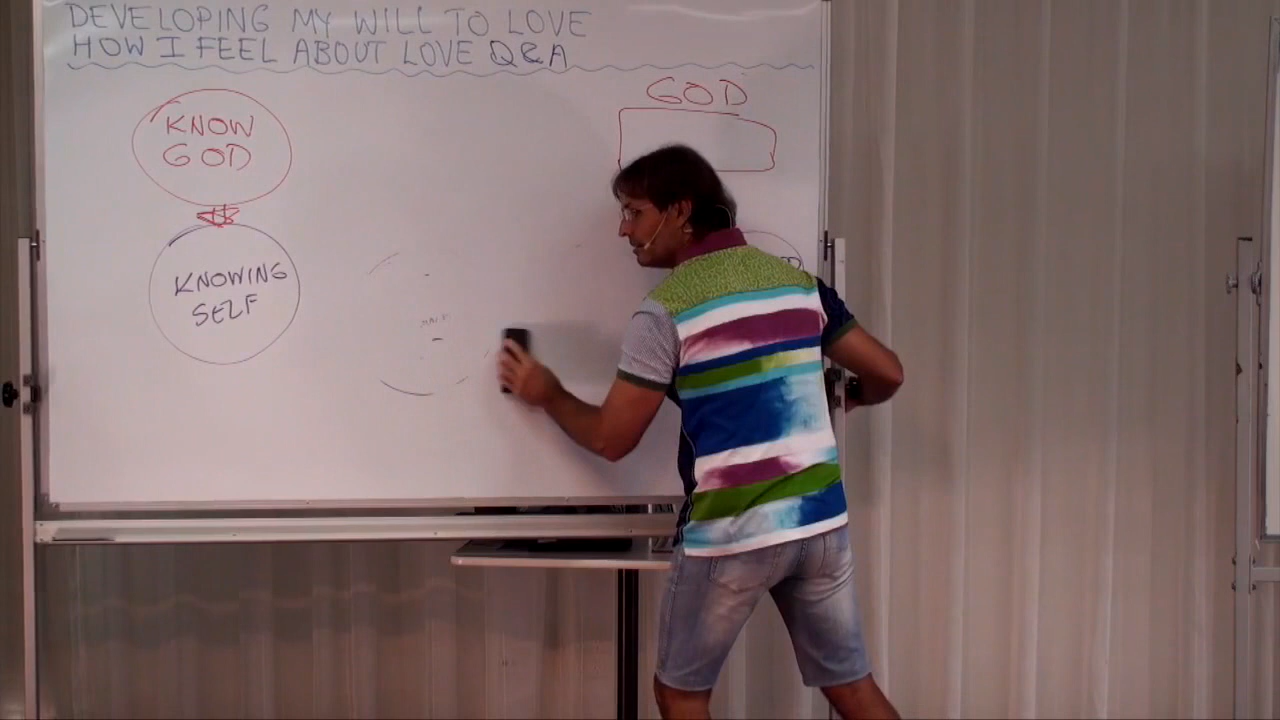 DEVELOPING MY WILL TO LOVE
HOW I FEEL ABOUT LOVE Q&A
GOD
KNOW
GOD
KNOWING
SELF